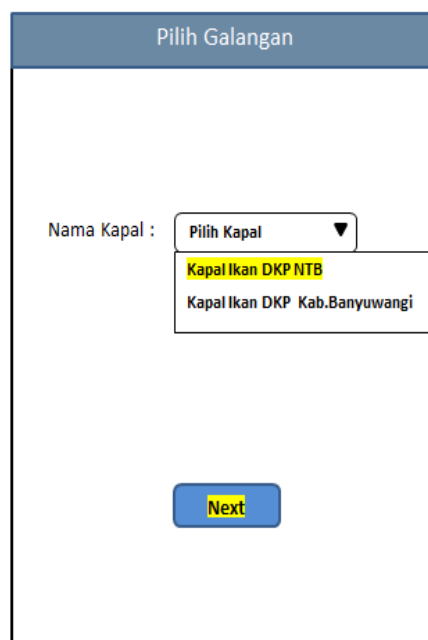 Pilih Galangan
Nama Kapal :
Pilih Kapal
Kapal Ikan DKP NTB
Kapal Ikan DKP Kab.Banyuwangi
Next